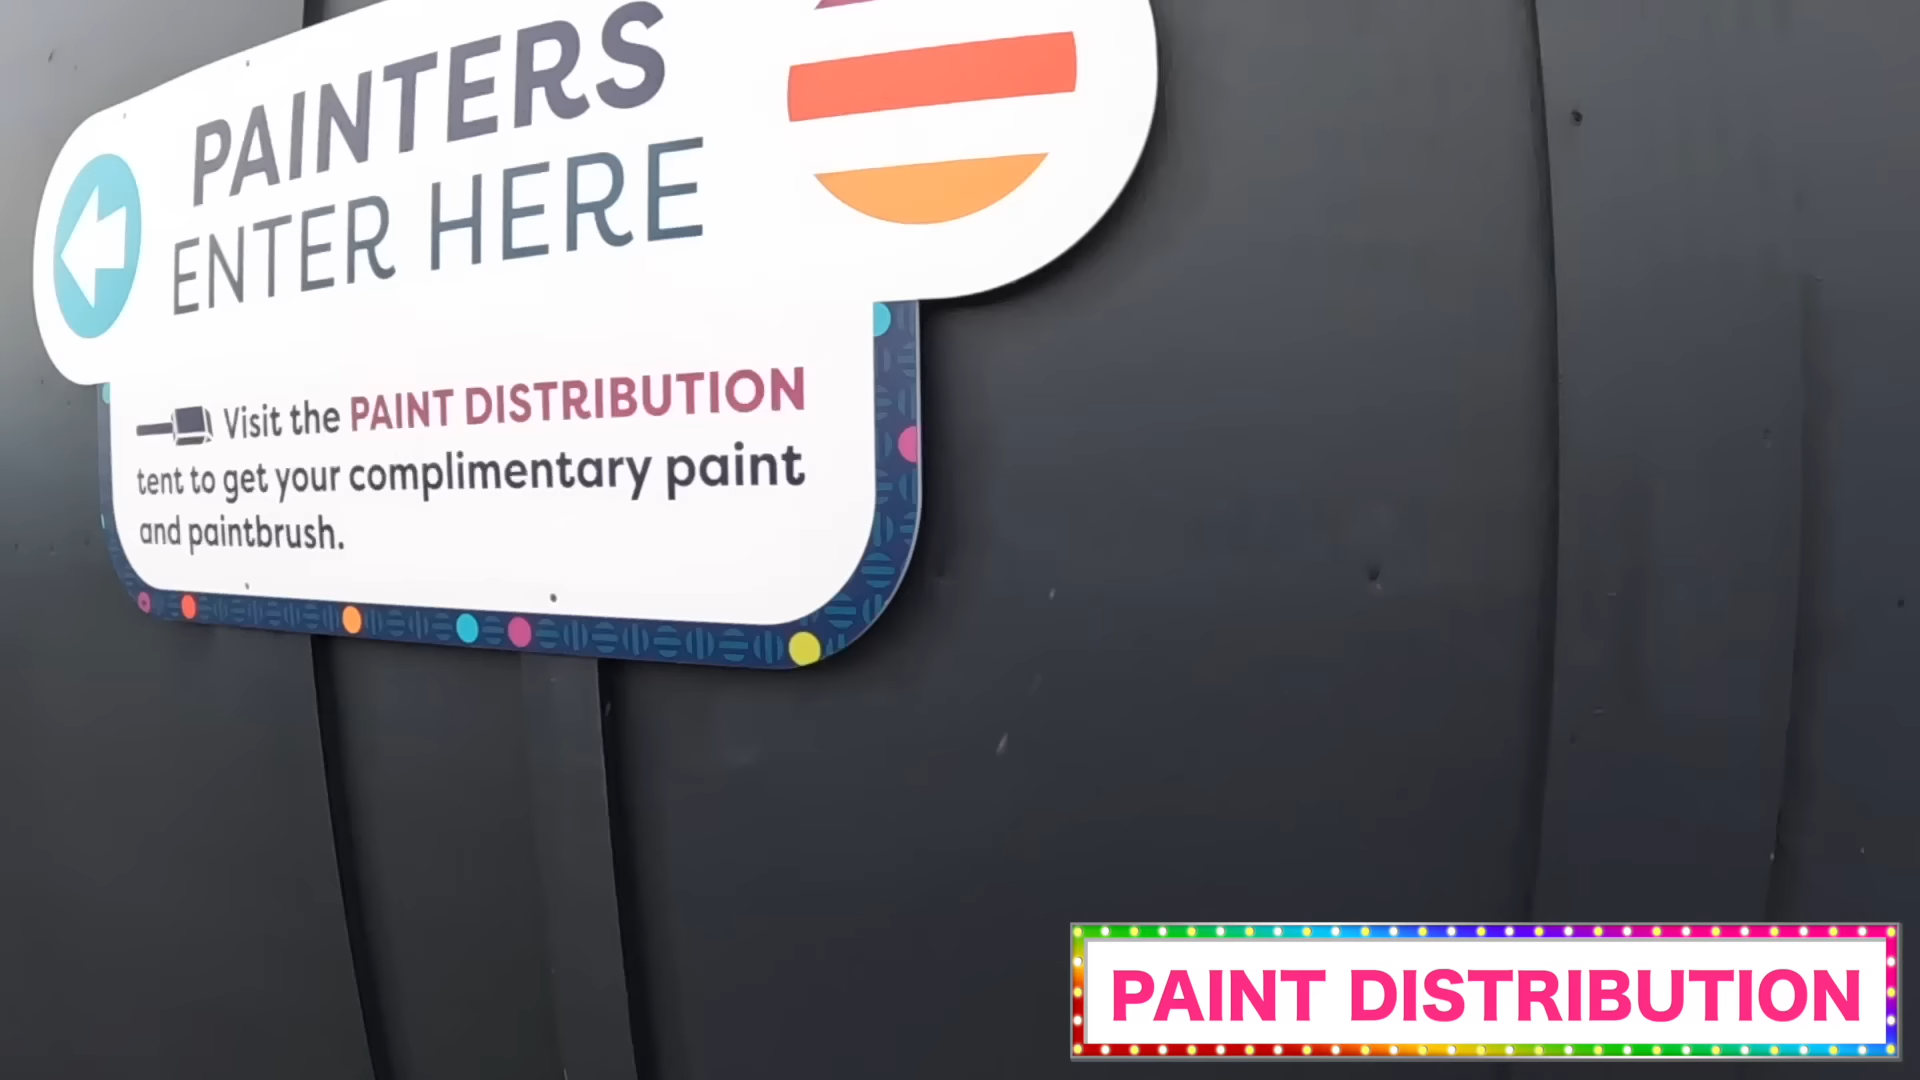 PAINTERS
ENTER HERE
Visit the PAINT DISTRIBUTION
tent to get your complimentary paint
and paintbrush.
PAINT DISTRIBUTION